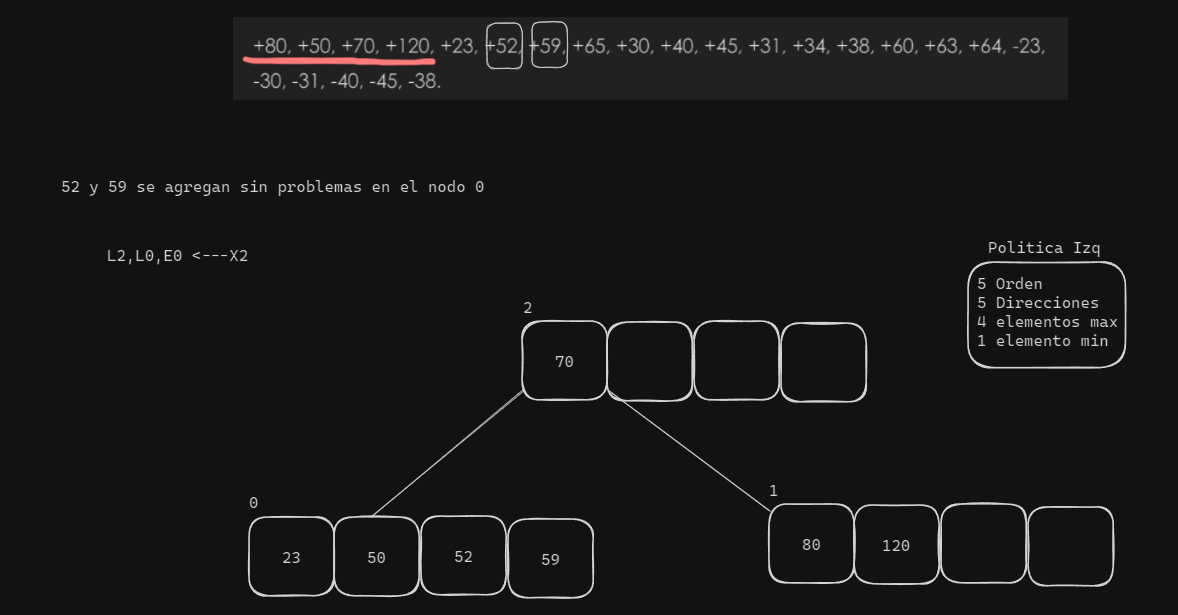 +80, +50, +70, +120, +23, +52, +59, +65, +30, +40, +45, +31, +34, +38, +60, +63, +64, -23,
-30, -31, -40, -45, -38.
52 y 59 se agregan sin problemas en el nodo 0
L2,L0,E0 <---X2
Politica Izq
5 Orden
5 Direcciones
4 elementos max
1 elemento min
2
70
0
23 50 52 59
1
80 120